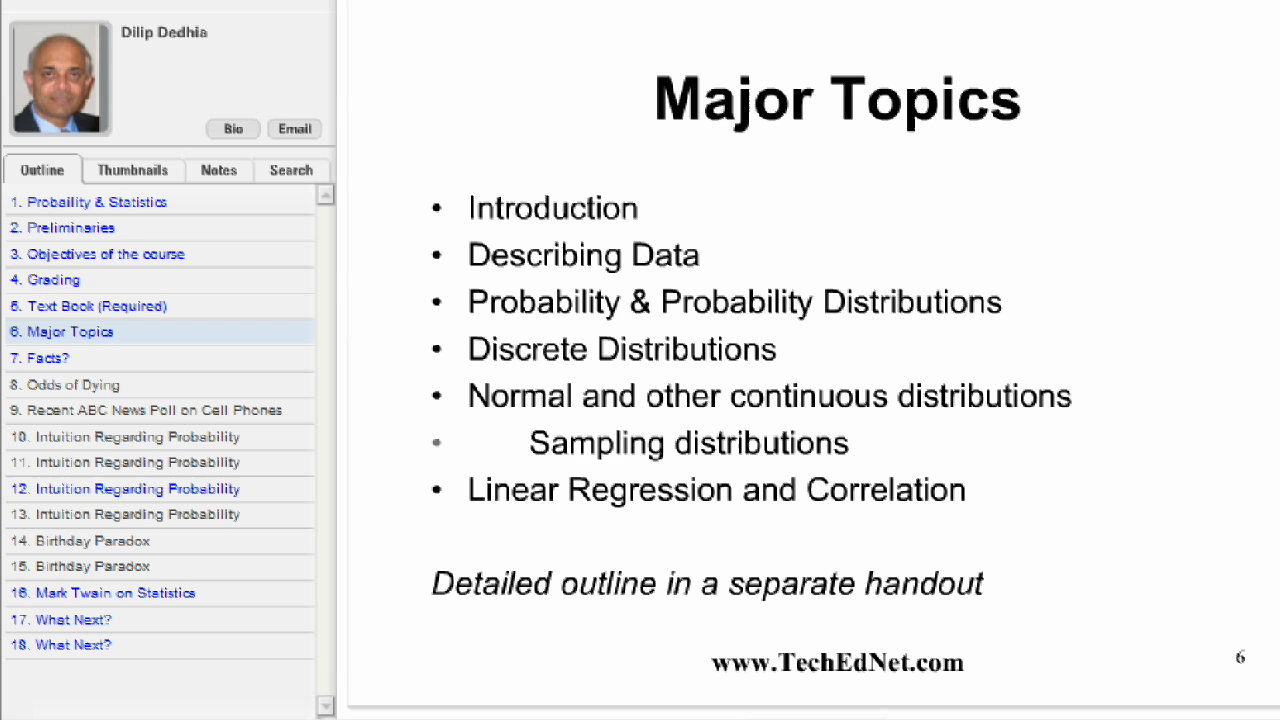 Dilip Dedhia
Bio
Email
Outline
Thumbnails
Notes
Search
1. Probaility & Statistics
2. Preliminaries
3. Objectives of the course
4. Grading
5. Text Book (Required)
6. Major Topics
7. Facts?
8. Odds of Dying
9. Recent ABC News Poll on Cell Phones
10. Intuition Regarding Probability
11. Intuition Regarding Probability
12. Intuition Regarding Probability
13. Intuition Regarding Probability
14. Birthday Paradox
15. Birthday Paradox
16. Mark Twain on Statistics
17. What Next?
18. What Next?
Major Topics
• Introduction
• Describing Data
• Probability & Probability Distributions
• Discrete Distributions
• Normal and other continuous distributions
• Sampling distributions
• Linear Regression and Correlation
Detailed outline in a separate handout
www.TechEdNet.com
6